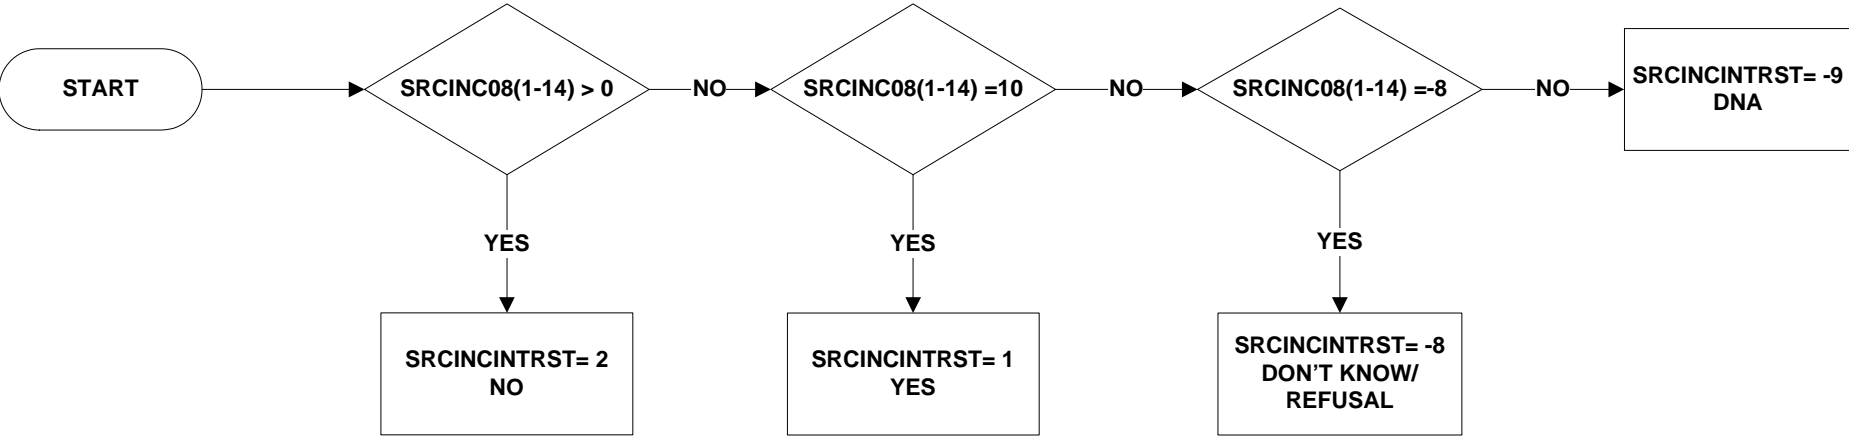 START
SRCINC08(1-14) > 0
NO
SRCINC08(1-14) =10
NO
SRCINC08(1-14) =-8
NO
SRCINCINTRST= -9
DNA
YES
YES
YES
SRCINCINTRST= 2
NO
SRCINCINTRST= 1
YES
SRCINCINTRST= -8
DON'T KNOW/
REFUSAL